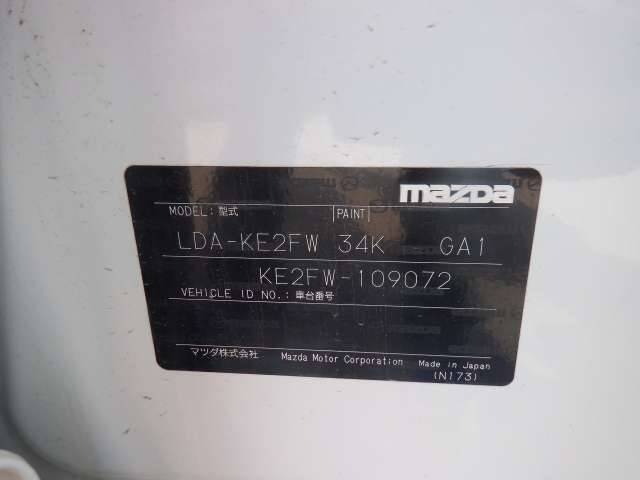 mazda
MODEL: 型式 PAINT
LDA-KE2FW 34K GA1
KE2FW-109072
VEHICLE ID NO.: 車台番号
マツダ株式会社 Mazda Motor Corporation Made in Japan
(N173)